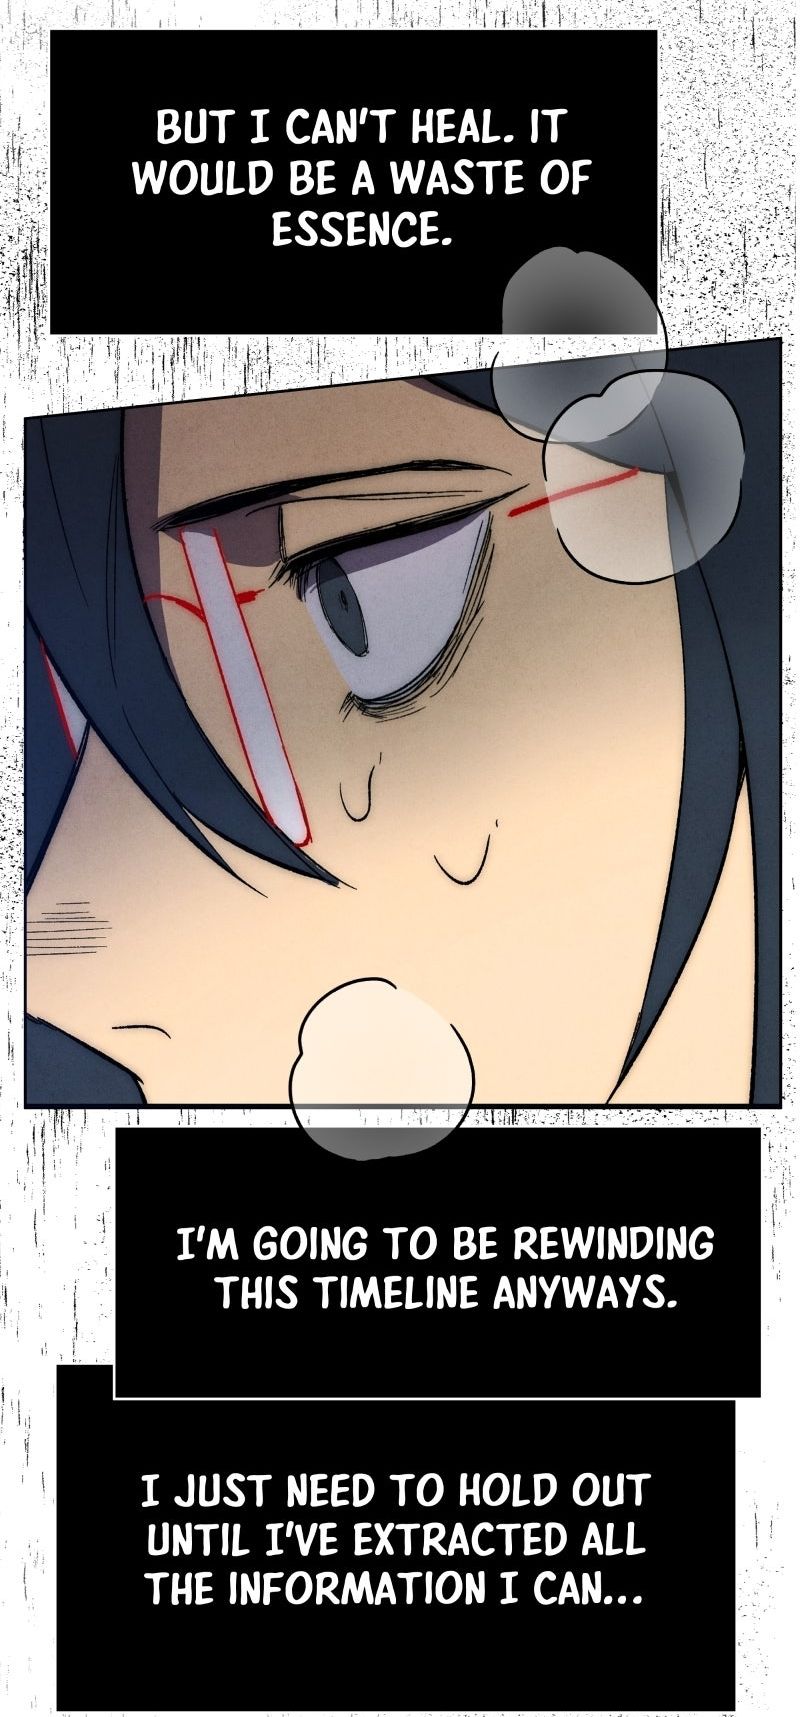 BUT I CAN'T HEAL. IT
WOULD BE A WASTE OF
ESSENCE.
I'M GOING TO BE REWINDING
THIS TIMELINE ANYWAYS.
I JUST NEED TO HOLD OUT
UNTIL I'VE EXTRACTED ALL
THE INFORMATION I CAN...